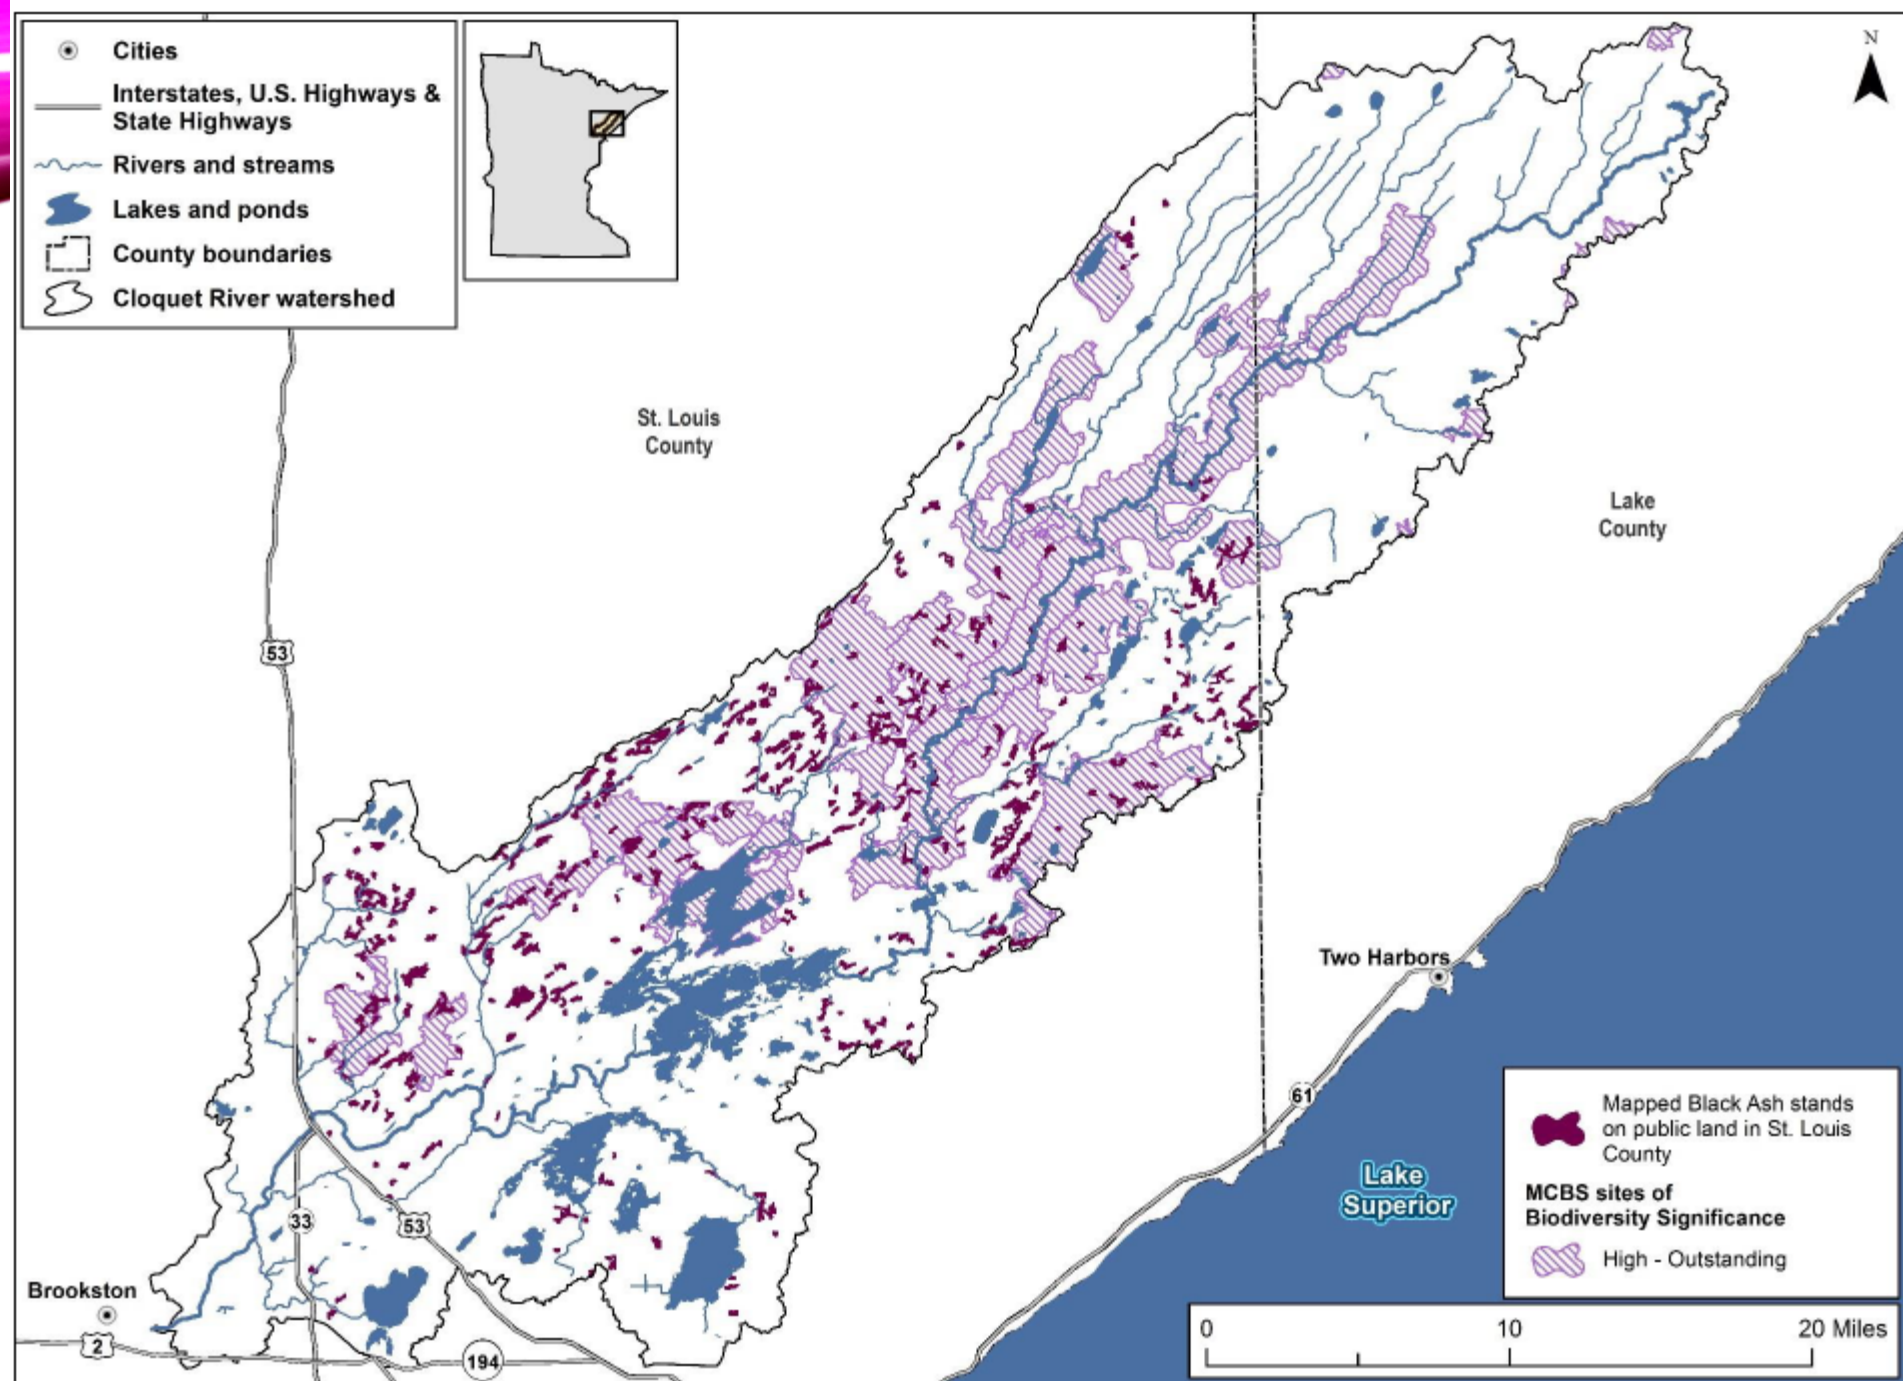 Cities
Interstates, U.S. Highways &
State Highways
Rivers and streams
Lakes and ponds
County boundaries
Cloquet River watershed
N
St. Louis
County
Lake
County
53
Two Harbors
61
Lake
Superior
33
53
Brookston
2
194
Mapped Black Ash stands
on public land in St. Louis
County
MCBS sites of
Biodiversity Significance
High - Outstanding
0 10 20 Miles